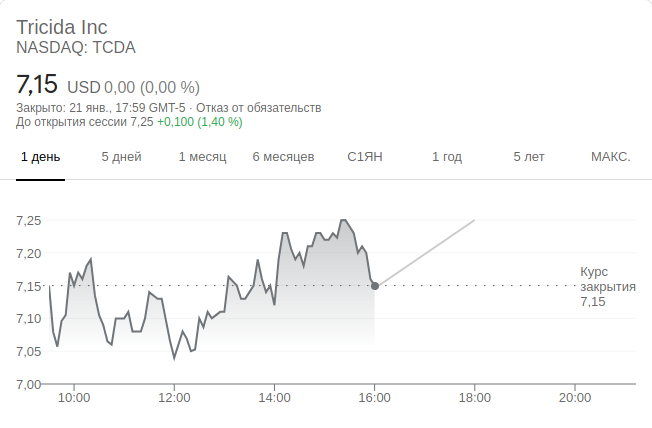 Tricida Inc
NASDAQ: TCDA
7,15 USD 0,00 (0,00 %)
Закрыто: 21 янв., 17:59 GMT-5 · Отказ от обязательств
До открытия сессии 7,25 +0,100 (1,40 %)
1 день 5 дней 1 месяц 6 месяцев С1ЯН 1 год 5 лет МАКС.
7,25
7,20
7,15
7,10
7,05
7,00
Курс
закрытия
7,15
10:00 12:00 14:00 16:00 18:00 20:00